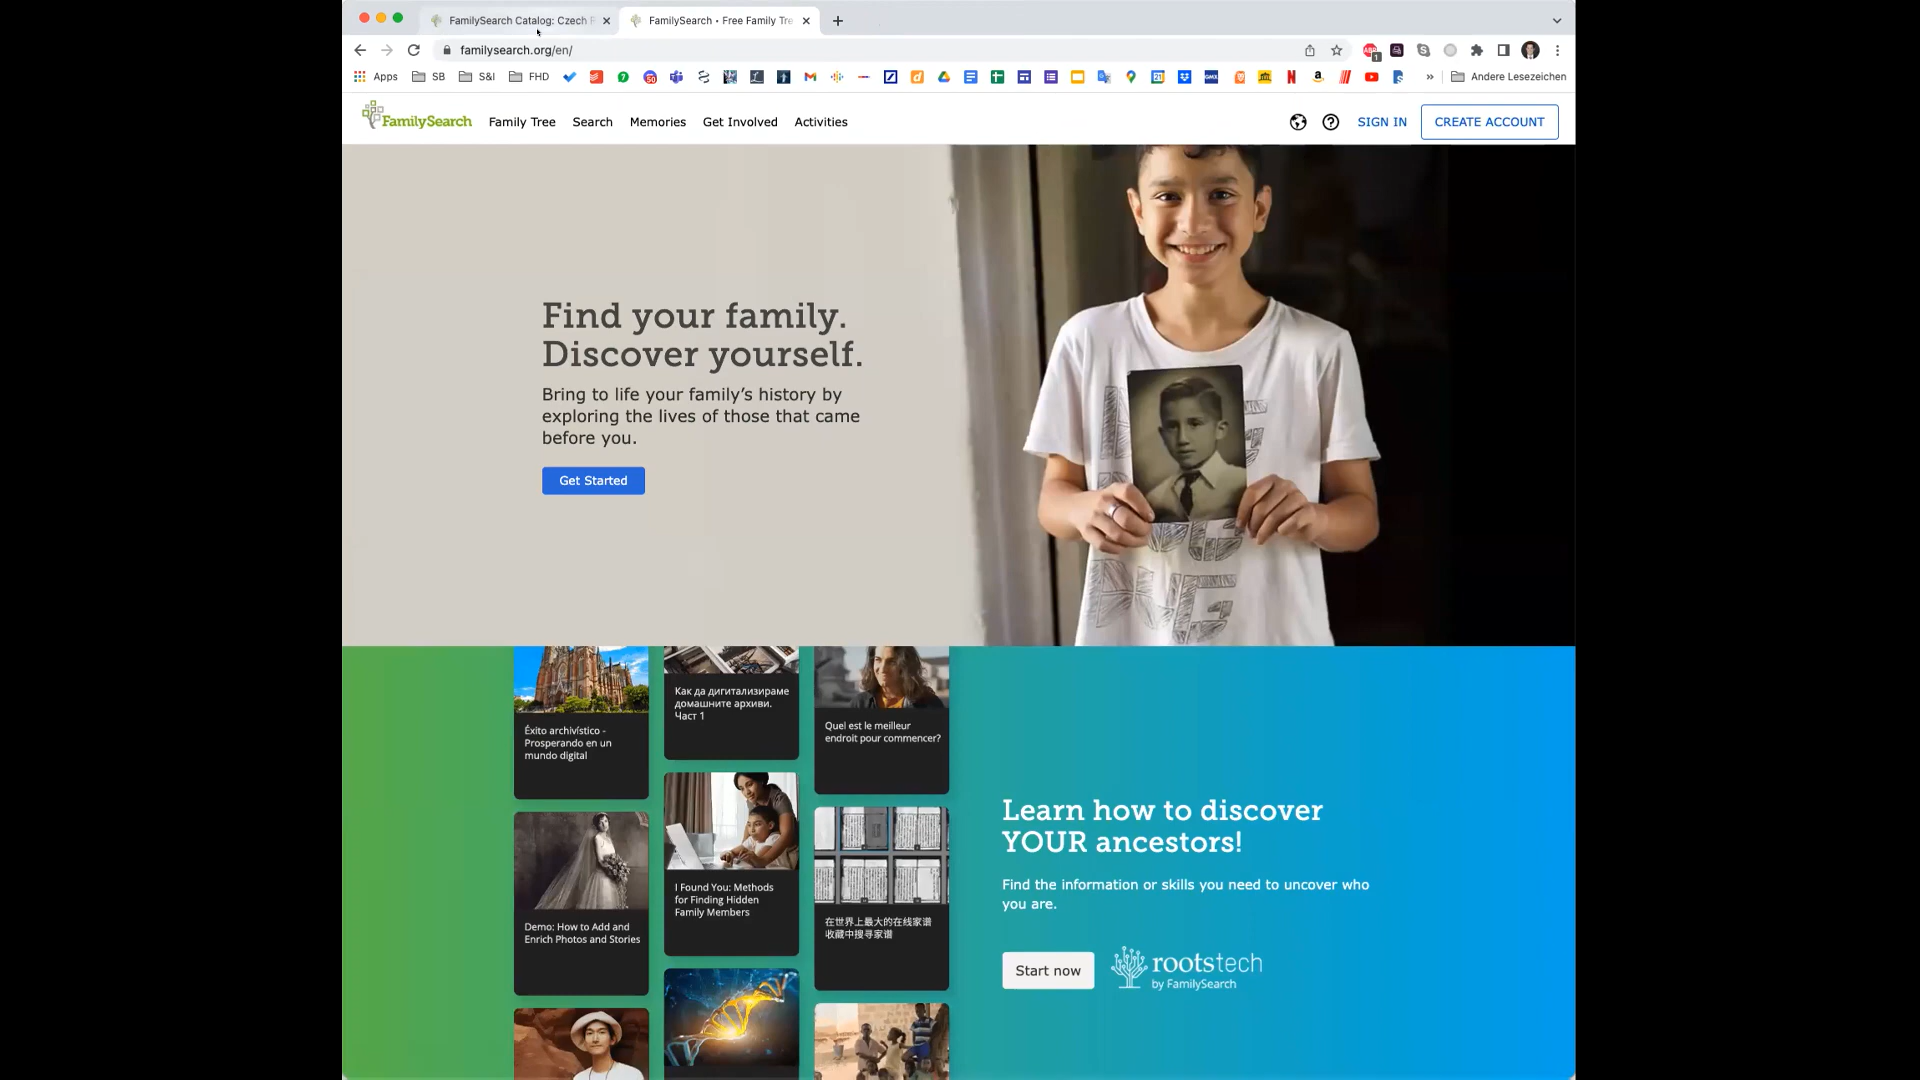 FamilySearch Catalog: Czech R
FamilySearch • Free Family Tre
familysearch.org/en/
Apps
SB
S&I
FHD
Andere Lesezeichen
FamilySearch
Family Tree
Search
Memories
Get Involved
Activities
SIGN IN
CREATE ACCOUNT
Find your family.
Discover yourself.
Bring to life your family’s history by
exploring the lives of those that came
before you.
Get Started
Éxito archivístico -
Prosperando en un
mundo digital
Demo: How to Add and
Enrich Photos and Stories
Как да дигитализираме
домашните архиви.
Част 1
I Found You: Methods
for Finding Hidden
Family Members
Quel est le meilleur
endroit pour commencer?
在世界上最大的在线家谱
收藏中搜寻家谱
Learn how to discover
YOUR ancestors!
Find the information or skills you need to uncover who
you are.
Start now
rootstech
by FamilySearch